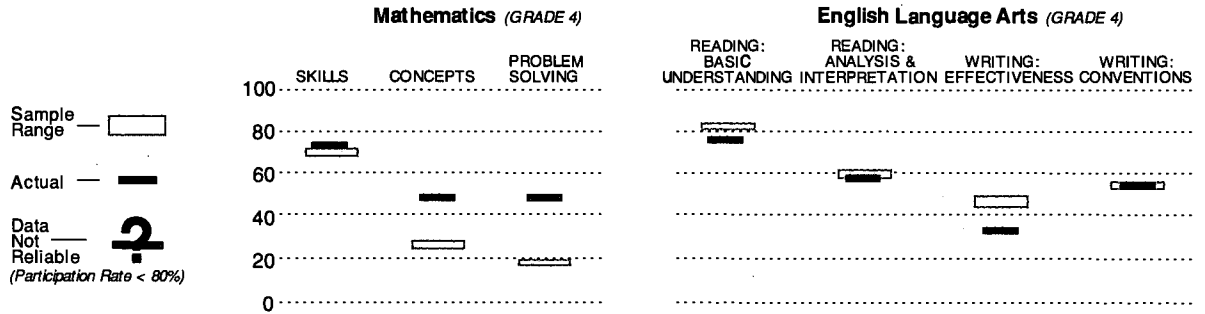 Mathematics (GRADE 4)
SKILLS
CONCEPTS
PROBLEM
SOLVING
English Language Arts (GRADE 4)
READING:
BASIC
UNDERSTANDING
READING:
ANALYSIS &
INTERPRETATION
WRITING:
EFFECTIVENESS
WRITING:
CONVENTIONS
100
80
60
40
20
0
Sample
Range
Actual
Data
Not
Reliable
?
(Participation Rate < 80%)